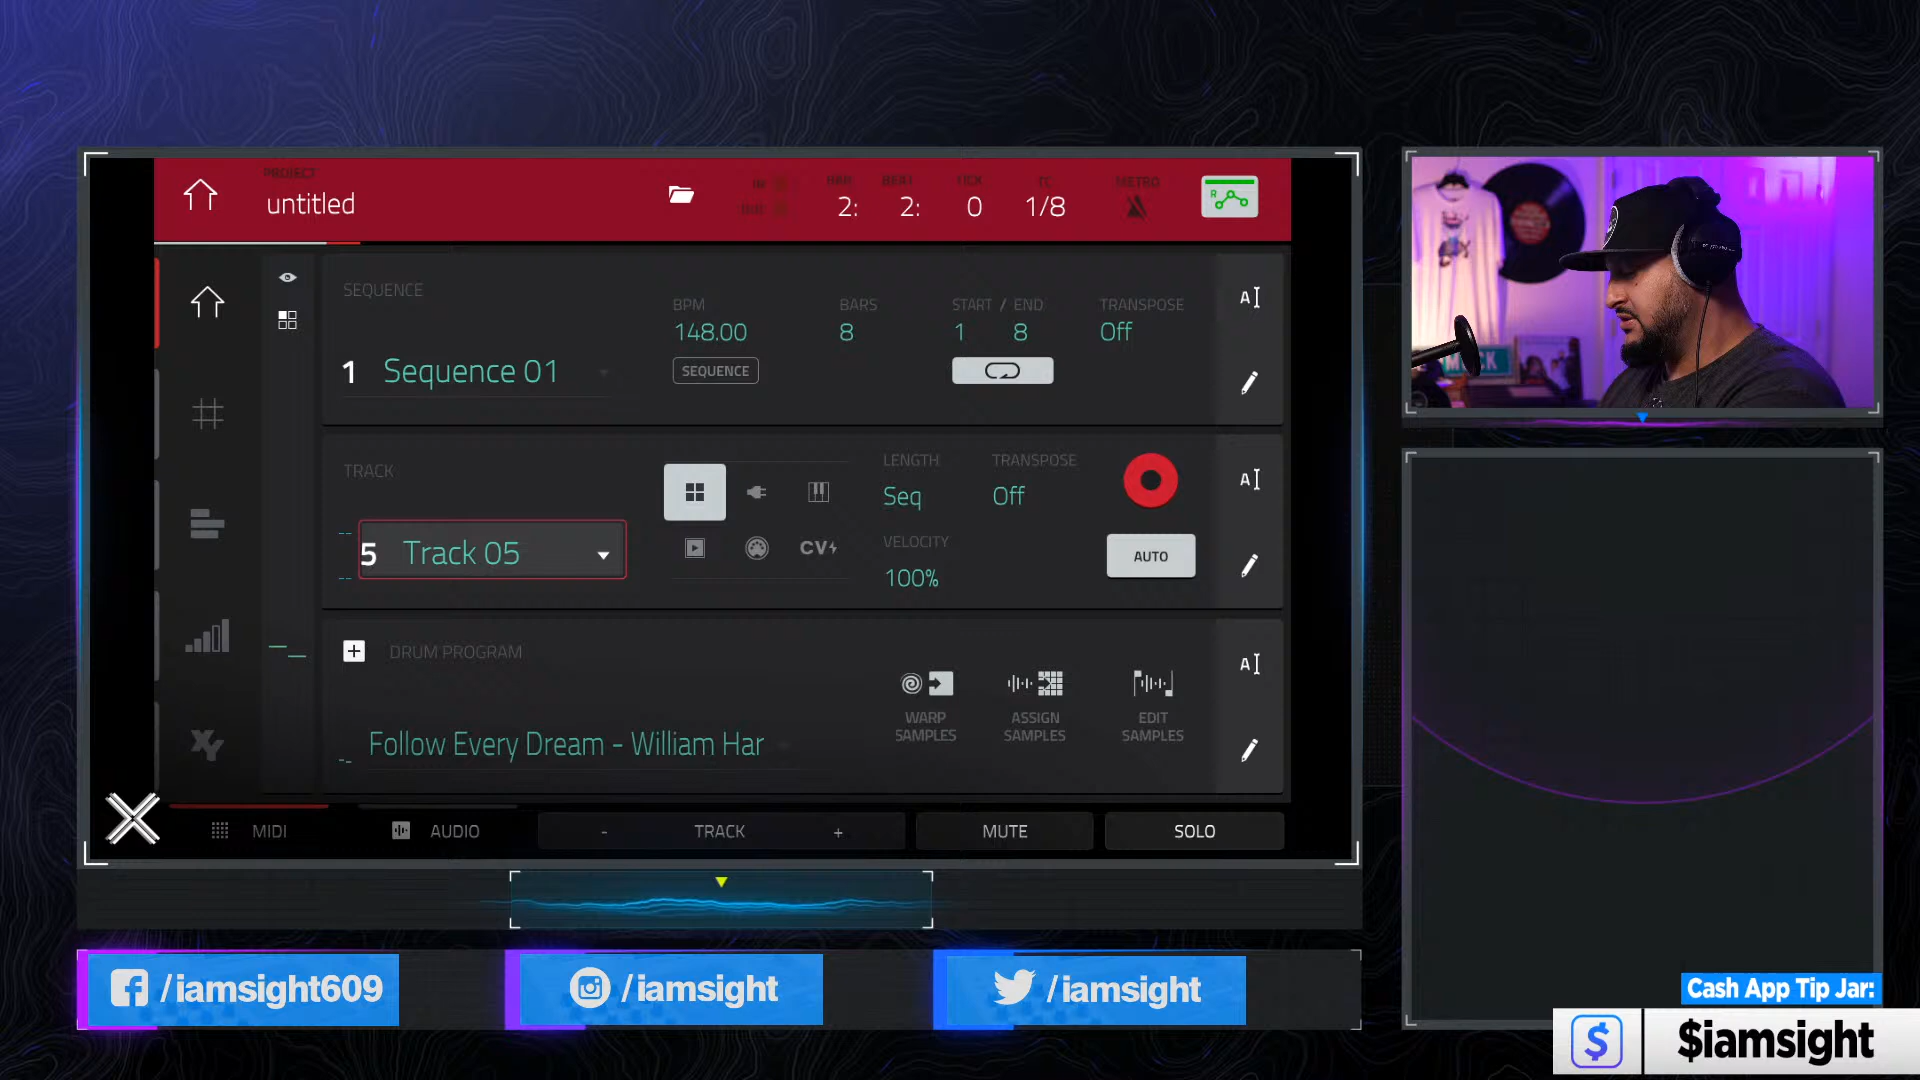 PROJECT
untitled
BAR BEAT TICK TC METRO
2: 2: 0 1/8
R
SEQUENCE
BPM BARS START / END TRANSPOSE
148.00 8 1 8 Off
1 Sequence 01
SEQUENCE
TRACK
LENGTH TRANSPOSE
Seq Off
5 Track 05
CV
VELOCITY
100%
AUTO
DRUM PROGRAM
WARP SAMPLES
ASSIGN SAMPLES
EDIT SAMPLES
Follow Every Dream - William Har
XY
MIDI AUDIO - TRACK + MUTE SOLO
/iamsight609
/iamsight
/iamsight
Cash App Tip Jar:
$iamsight